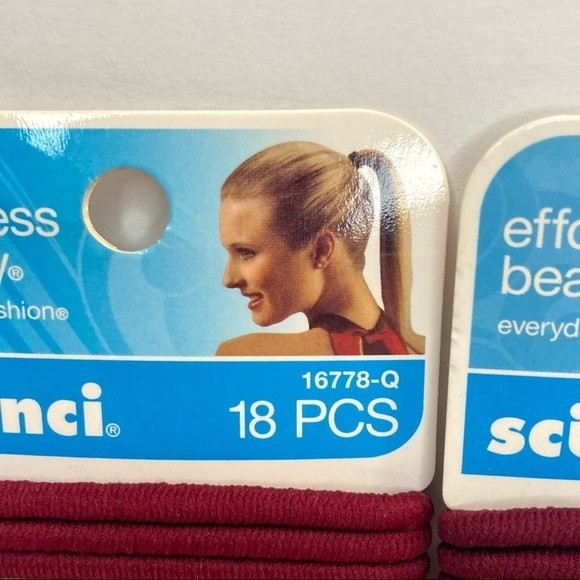 ess
y®
shion®
nci®
16778-Q
18 PCS
effo
bea
everyd
sci